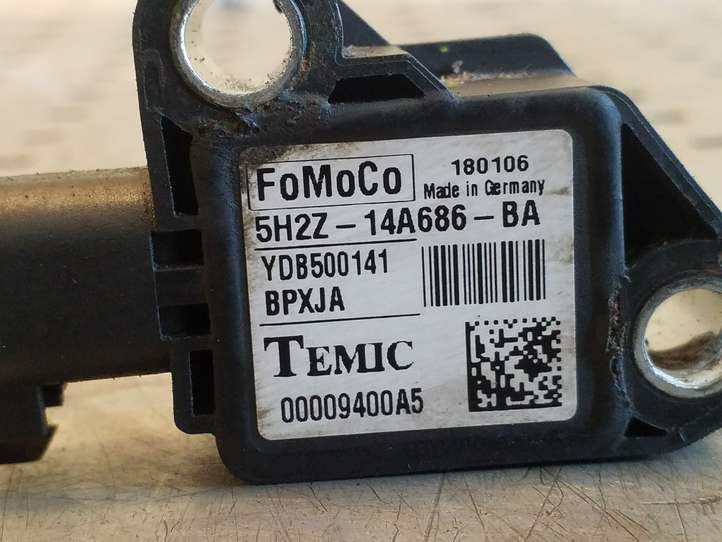 FoMoCo 180106
Made in Germany
5H2Z-14A686-BA
YDB500141
BPXJA
TEMIC
00009400A5